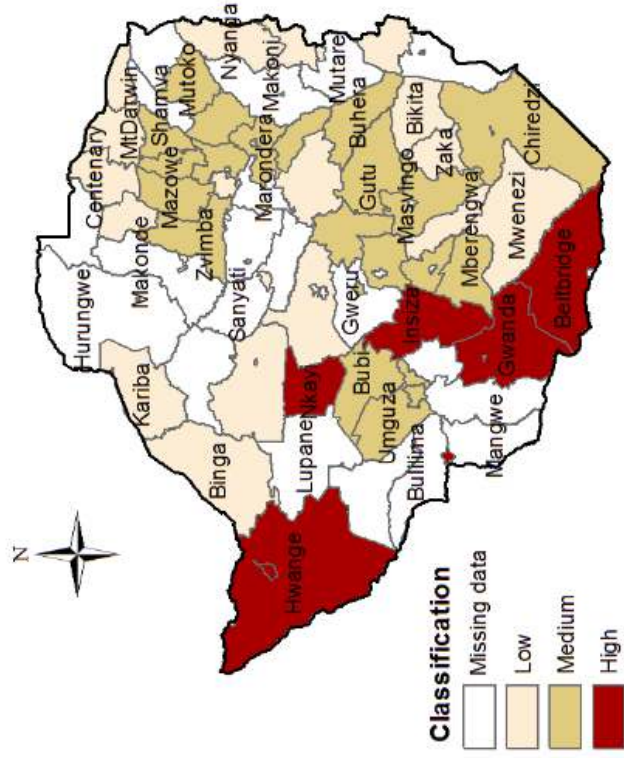 N
Hurungwe
Centenary
MtDarwin
Kariba
Makonde
Mazowe
Shamva
Mutoko
Zvimba
Nyanga
Binga
Sanyati
Marondera
Makoni
Mutare
Lupane
Nkayi
Gweru
Gutu
Buhera
Hwange
Bubi
Umguza
Insiza
Masvingo
Bikita
Zaka
Bulilima
Mberengwa
Chiredzi
Mangwe
Gwanda
Mwenezi
Beitbridge
Classification
Missing data
Low
Medium
High